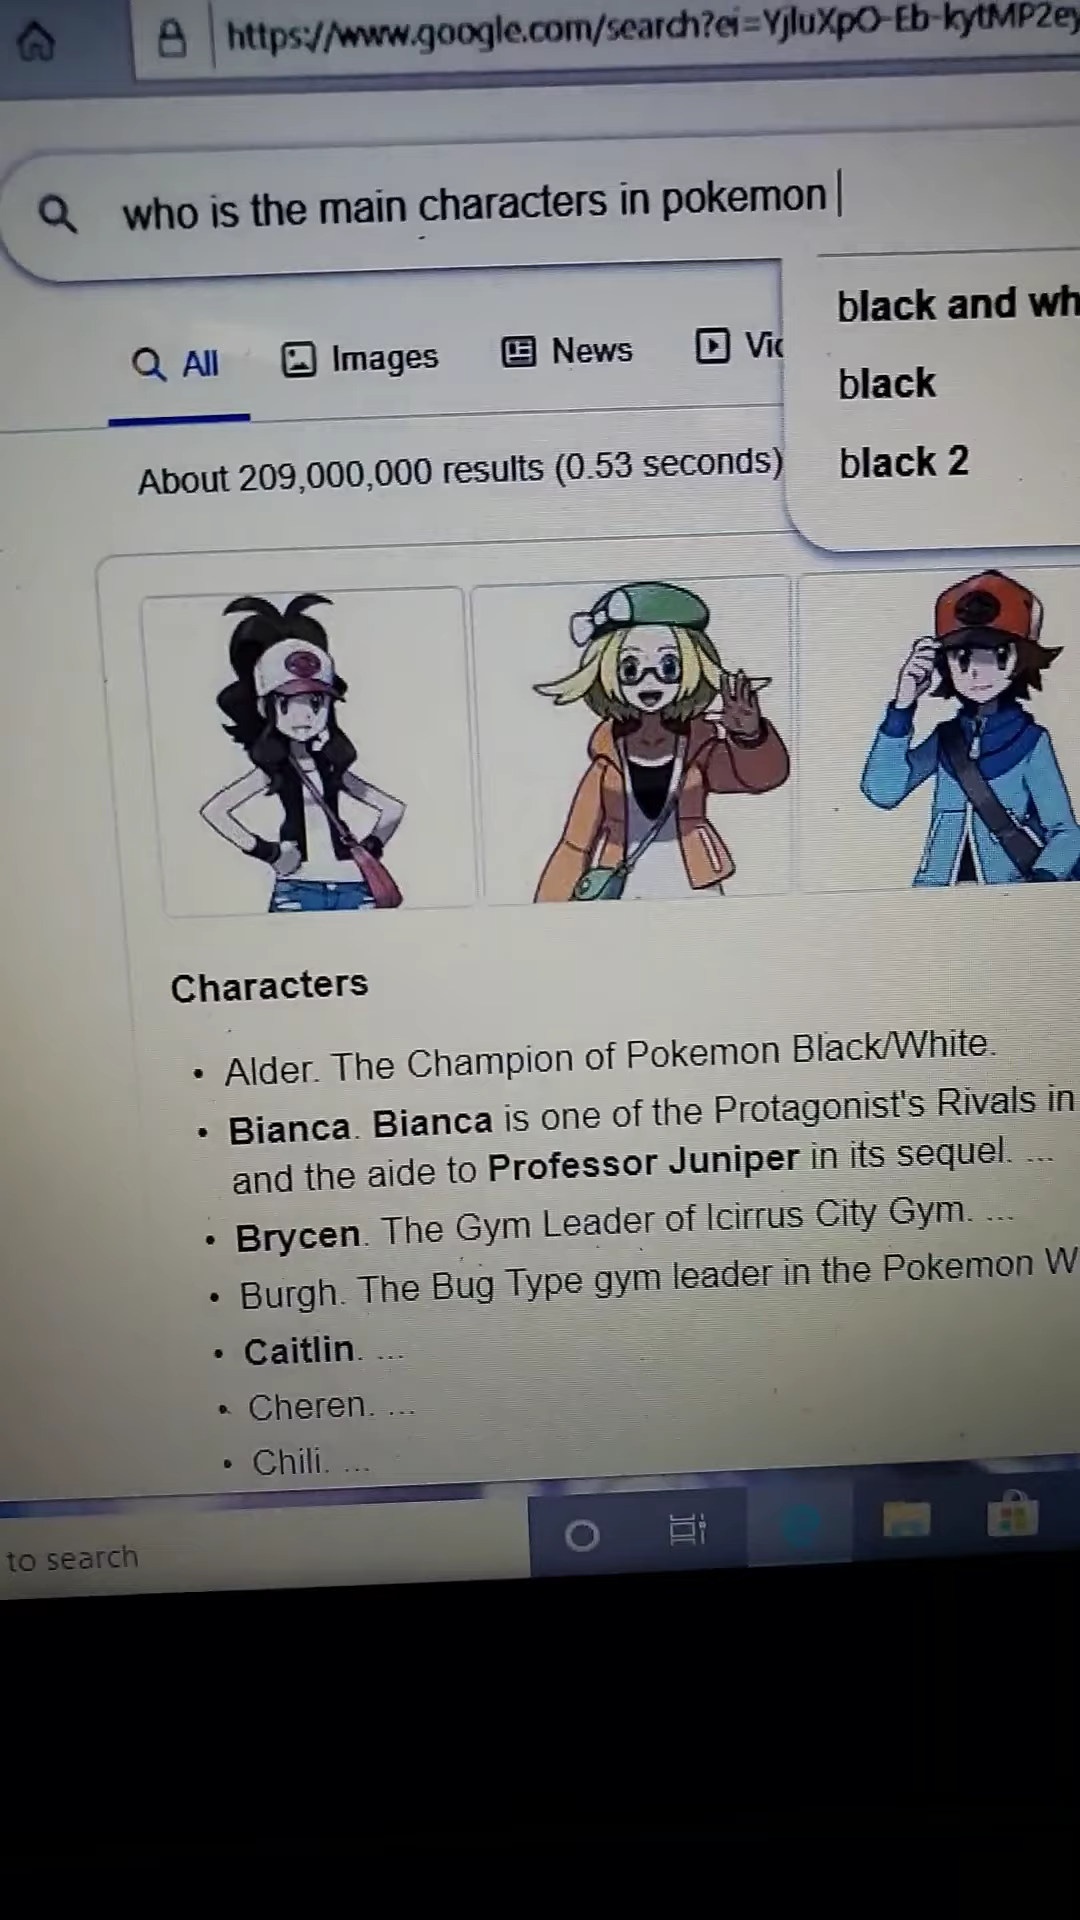 https://www.google.com/search?ei=YjluXpO-Eb-kytMP2ey
who is the main characters in pokemon
black and wh
black
black 2
All Images News Vic
About 209,000,000 results (0.53 seconds)
Characters
• Alder. The Champion of Pokemon Black/White.
• Bianca. Bianca is one of the Protagonist's Rivals in
and the aide to Professor Juniper in its sequel. ...
• Brycen. The Gym Leader of Icirrus City Gym. ...
• Burgh. The Bug Type gym leader in the Pokemon W
• Caitlin. ...
• Cheren. ...
• Chili. ...
to search